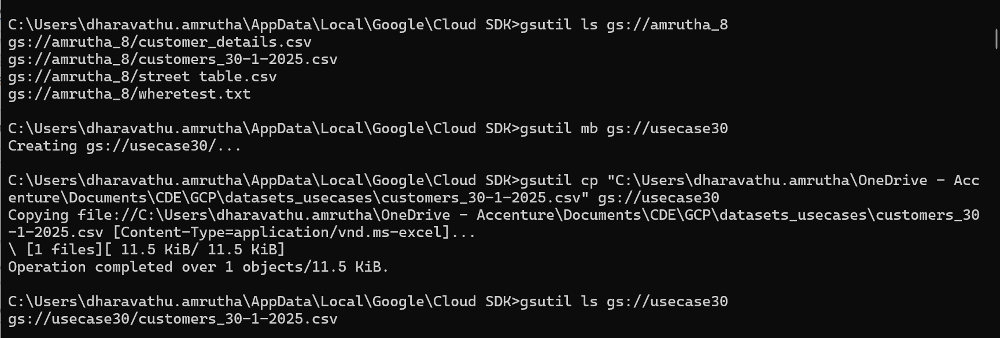 C:\Users\dharavathu.amrutha\AppData\Local\Google\Cloud SDK>gsutil ls gs://amrutha_8
gs://amrutha_8/customer_details.csv
gs://amrutha_8/customers_30-1-2025.csv
gs://amrutha_8/street table.csv
gs://amrutha_8/wheretest.txt
C:\Users\dharavathu.amrutha\AppData\Local\Google\Cloud SDK>gsutil mb gs://usecase30
Creating gs://usecase30/...
C:\Users\dharavathu.amrutha\AppData\Local\Google\Cloud SDK>gsutil cp "C:\Users\dharavathu.amrutha\OneDrive - Acc
enture\Documents\CDE\GCP\datasets_usecases\customers_30-1-2025.csv" gs://usecase30
Copying file://C:\Users\dharavathu.amrutha\OneDrive - Accenture\Documents\CDE\GCP\datasets_usecases\customers_30
-1-2025.csv [Content-Type=application/vnd.ms-excel]...
\ [1 files][ 11.5 KiB/ 11.5 KiB]
Operation completed over 1 objects/11.5 KiB.
C:\Users\dharavathu.amrutha\AppData\Local\Google\Cloud SDK>gsutil ls gs://usecase30
gs://usecase30/customers_30-1-2025.csv